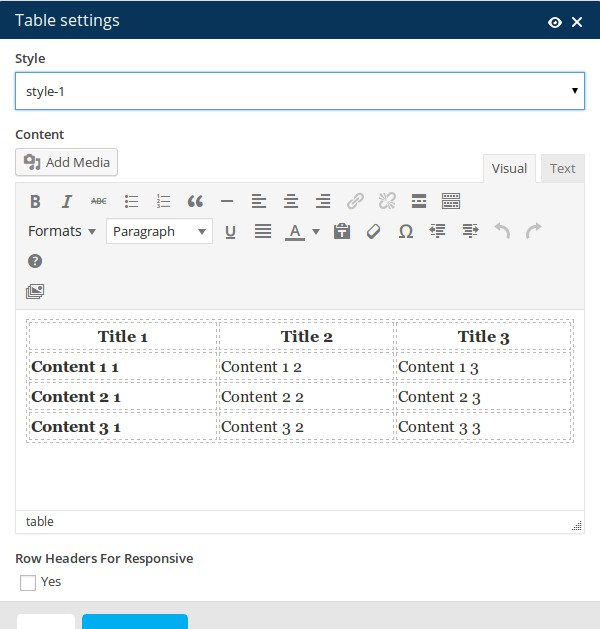 Table settings
Style
style-1
Content
Add Media
Visual Text
B I ABC
Formats Paragraph U A T Ω
?
Title 1 Title 2 Title 3
Content 1 1 Content 1 2 Content 1 3
Content 2 1 Content 2 2 Content 2 3
Content 3 1 Content 3 2 Content 3 3
table
Row Headers For Responsive
Yes